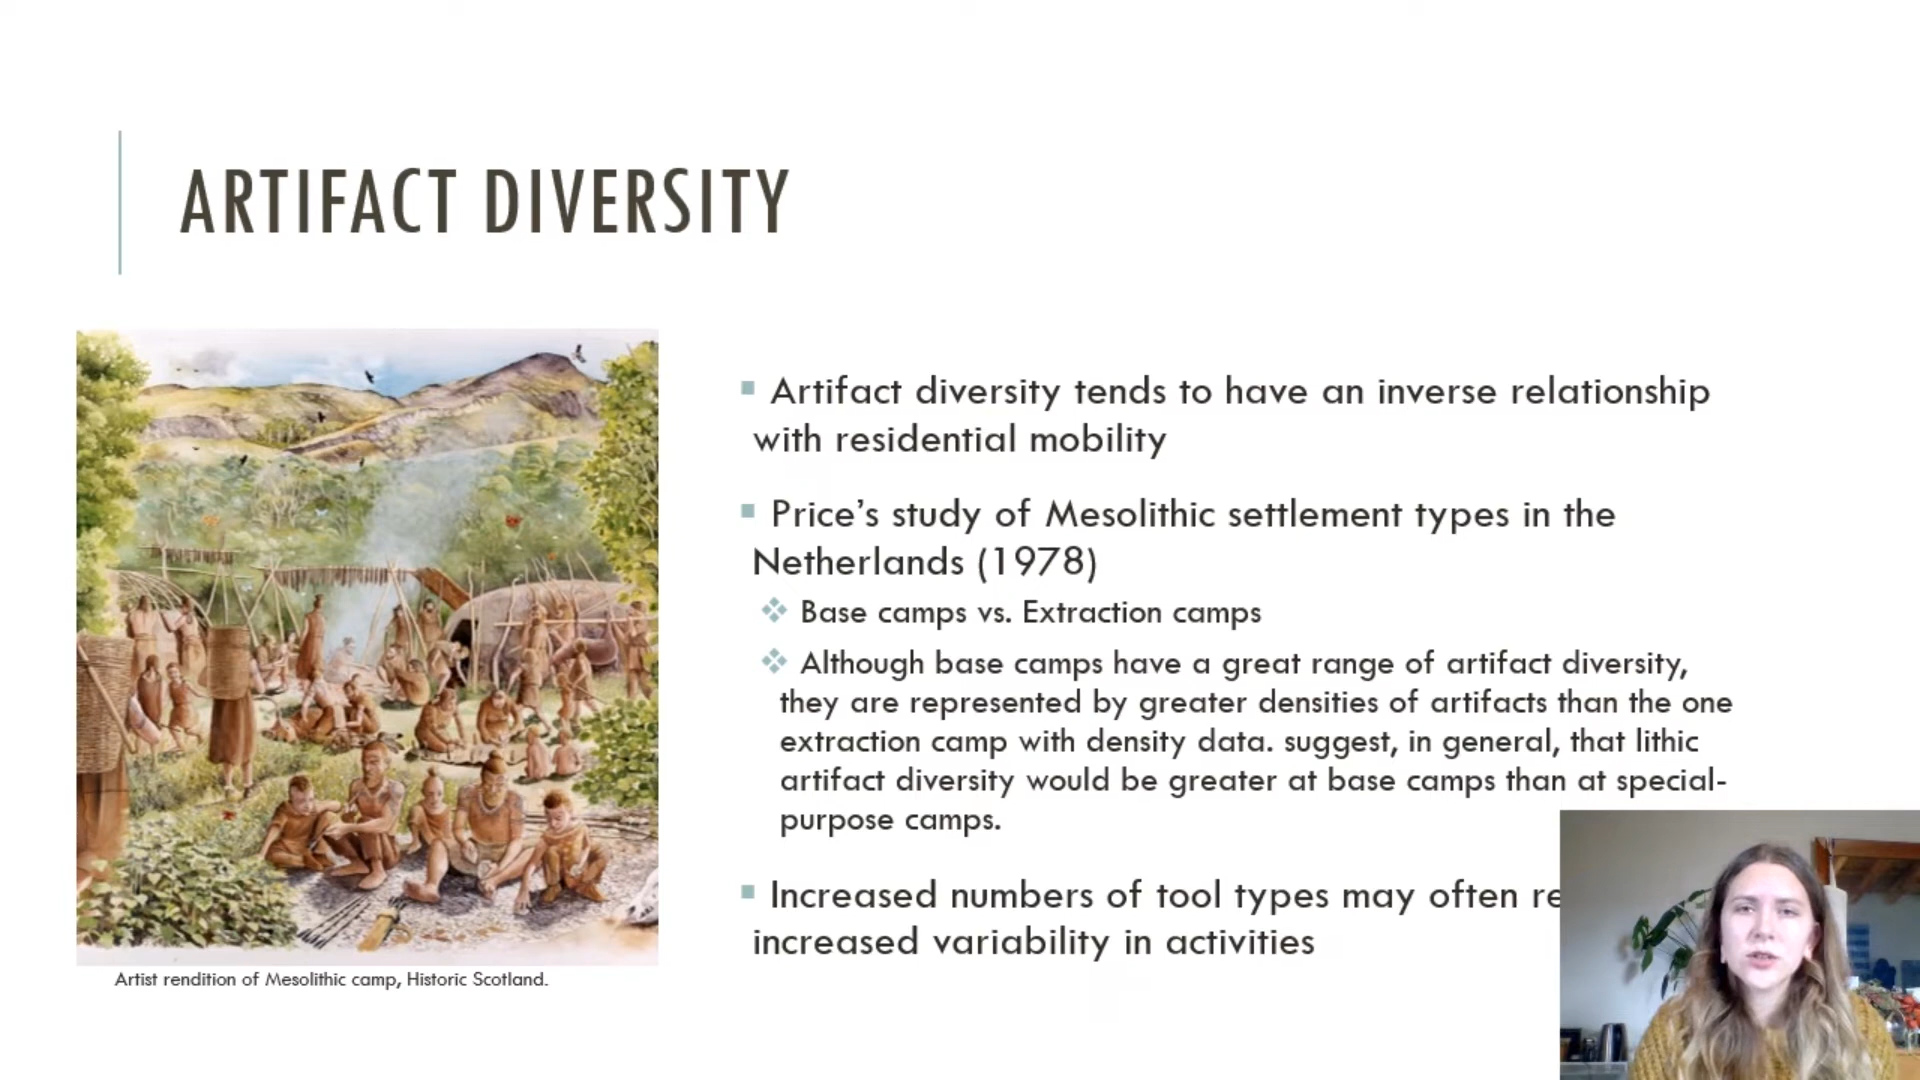 ARTIFACT DIVERSITY
Artifact diversity tends to have an inverse relationship
with residential mobility
Price’s study of Mesolithic settlement types in the
Netherlands (1978)
Base camps vs. Extraction camps
Although base camps have a great range of artifact diversity,
they are represented by greater densities of artifacts than the one
extraction camp with density data. suggest, in general, that lithic
artifact diversity would be greater at base camps than at special-
purpose camps.
Increased numbers of tool types may often
increased variability in activities
Artist rendition of Mesolithic camp, Historic Scotland.